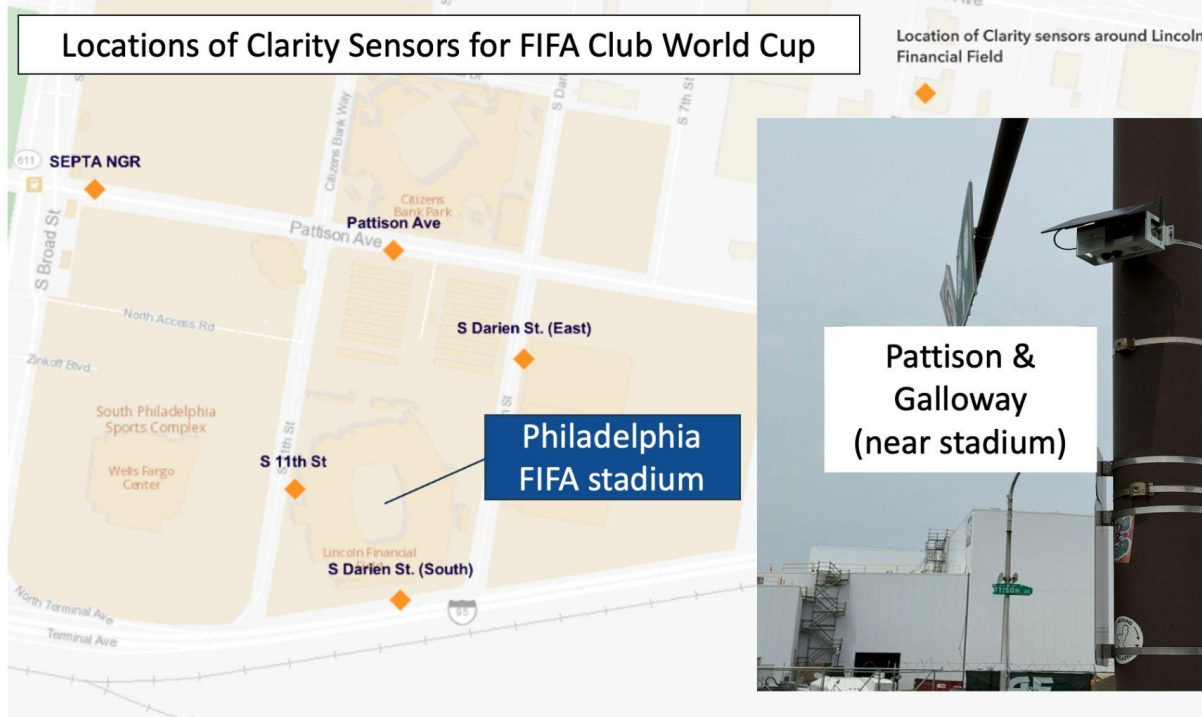 Locations of Clarity Sensors for FIFA Club World Cup
Location of Clarity sensors around Lincoln
Financial Field
611
SEPTA NGR
S Broad St
Citizens Bank Way
S 7th St
Citizens
Bank Park
Pattison Ave
Pattison Ave
North Access Rd
S Darien St. (East)
Zinkoff Blvd
South Philadelphia
Sports Complex
Wells Fargo
Center
S 11th St
Philadelphia
FIFA stadium
Lincoln Financial
S Darien St. (South)
95
North Terminal Ave
Terminal Ave
Pattison &
Galloway
(near stadium)